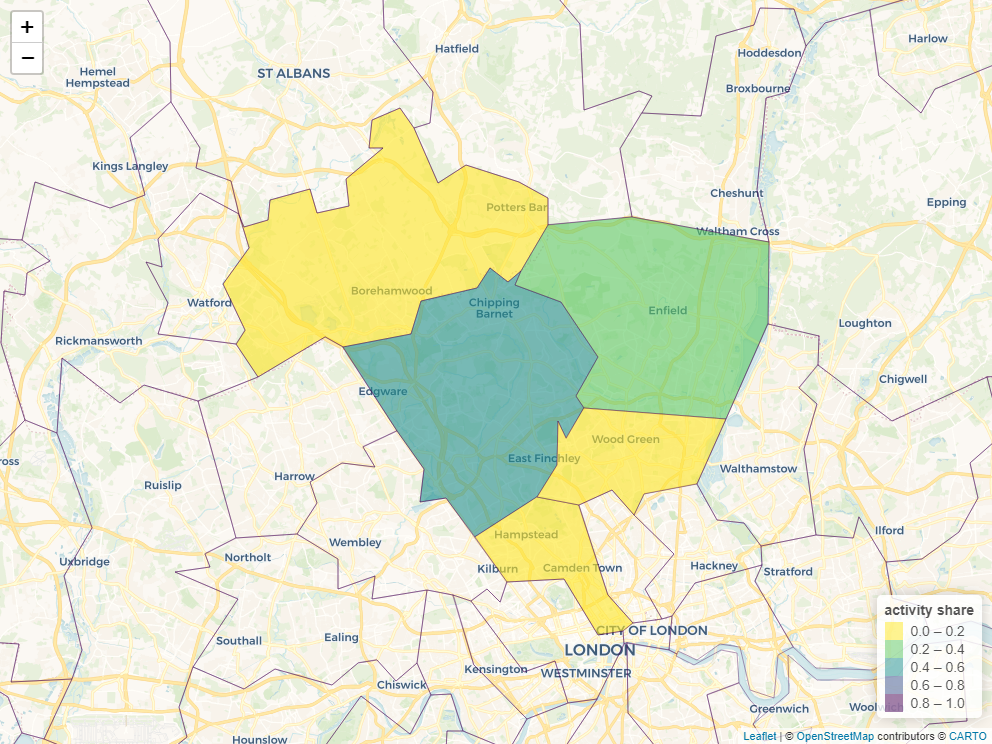 +
−
Hatfield
Harlow
Hoddesdon
Hemel
Hempstead
ST ALBANS
Broxbourne
Kings Langley
Cheshunt
Epping
Potters Bar
Waltham Cross
Borehamwood
Watford
Chipping
Barnet
Enfield
Loughton
Rickmansworth
Chigwell
Edgware
Wood Green
East Finchley
ross
Walthamstow
Harrow
Ruislip
Ilford
Hampstead
Wembley
Northolt
Uxbridge
Kilburn
Camden Town
Hackney
Stratford
CITY OF LONDON
Southall
Ealing
LONDON
Kensington
WESTMINSTER
Chiswick
Greenwich
Woolwich
Hounslow
activity share
0.0 – 0.2
0.2 – 0.4
0.4 – 0.6
0.6 – 0.8
0.8 – 1.0
Leaflet | © OpenStreetMap contributors © CARTO